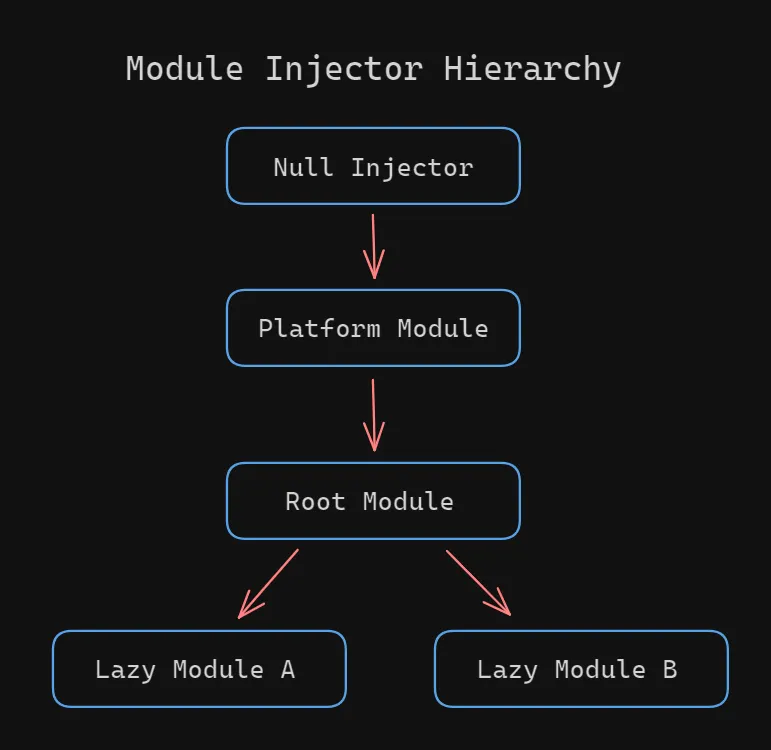 Module Injector Hierarchy
Null Injector
Platform Module
Root Module
Lazy Module A
Lazy Module B